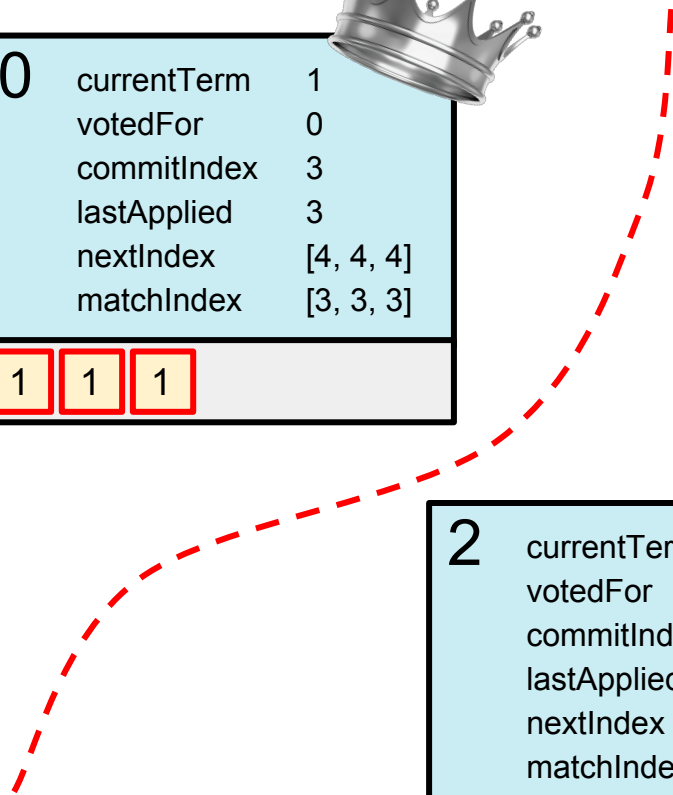 0
currentTerm 1
votedFor 0
commitIndex 3
lastApplied 3
nextIndex [4, 4, 4]
matchIndex [3, 3, 3]
1 1 1
2
currentTer
votedFor
commitInd
lastApplied
nextIndex
matchInde